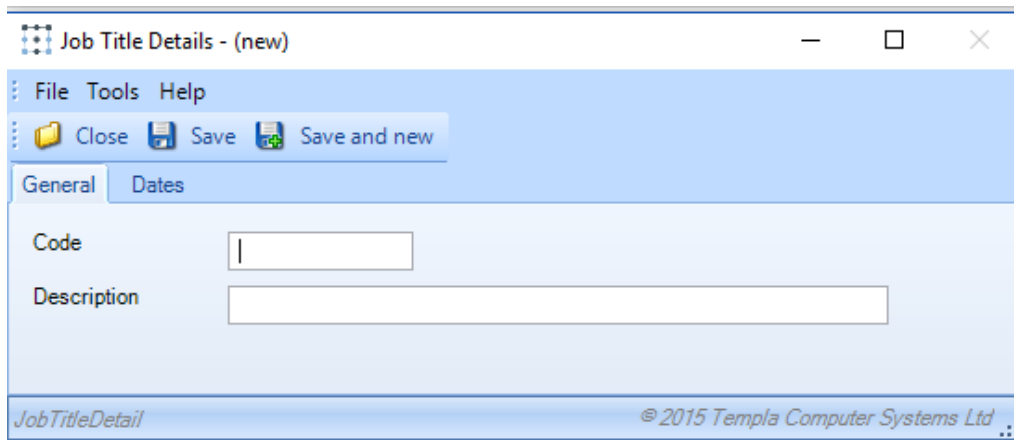 Job Title Details - (new)
File Tools Help
Close Save Save and new
General Dates
Code
Description
JobTitleDetail © 2015 Templa Computer Systems Ltd